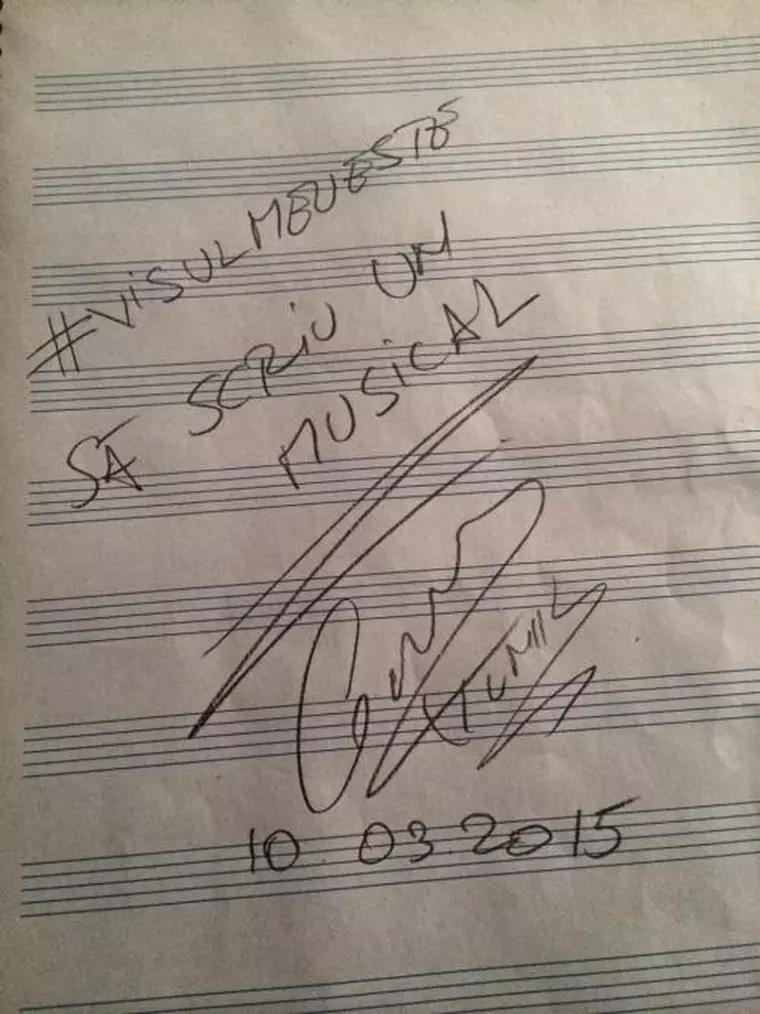 #VISULMEUESTE
SĂ SCRIU UN
MUSICAL
10 03 2015